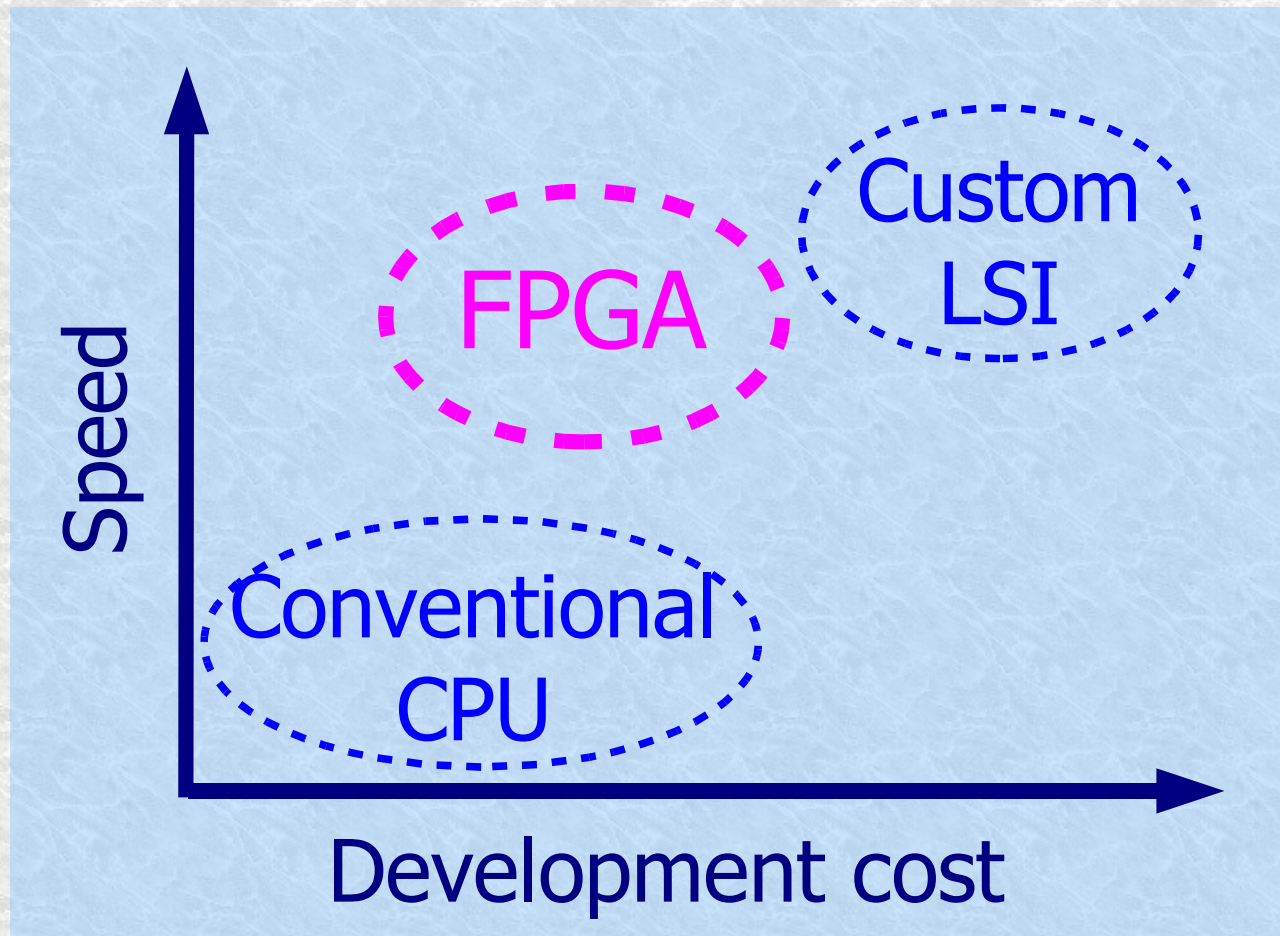 Speed
Custom
LSI
FPGA
Conventional
CPU
Development cost